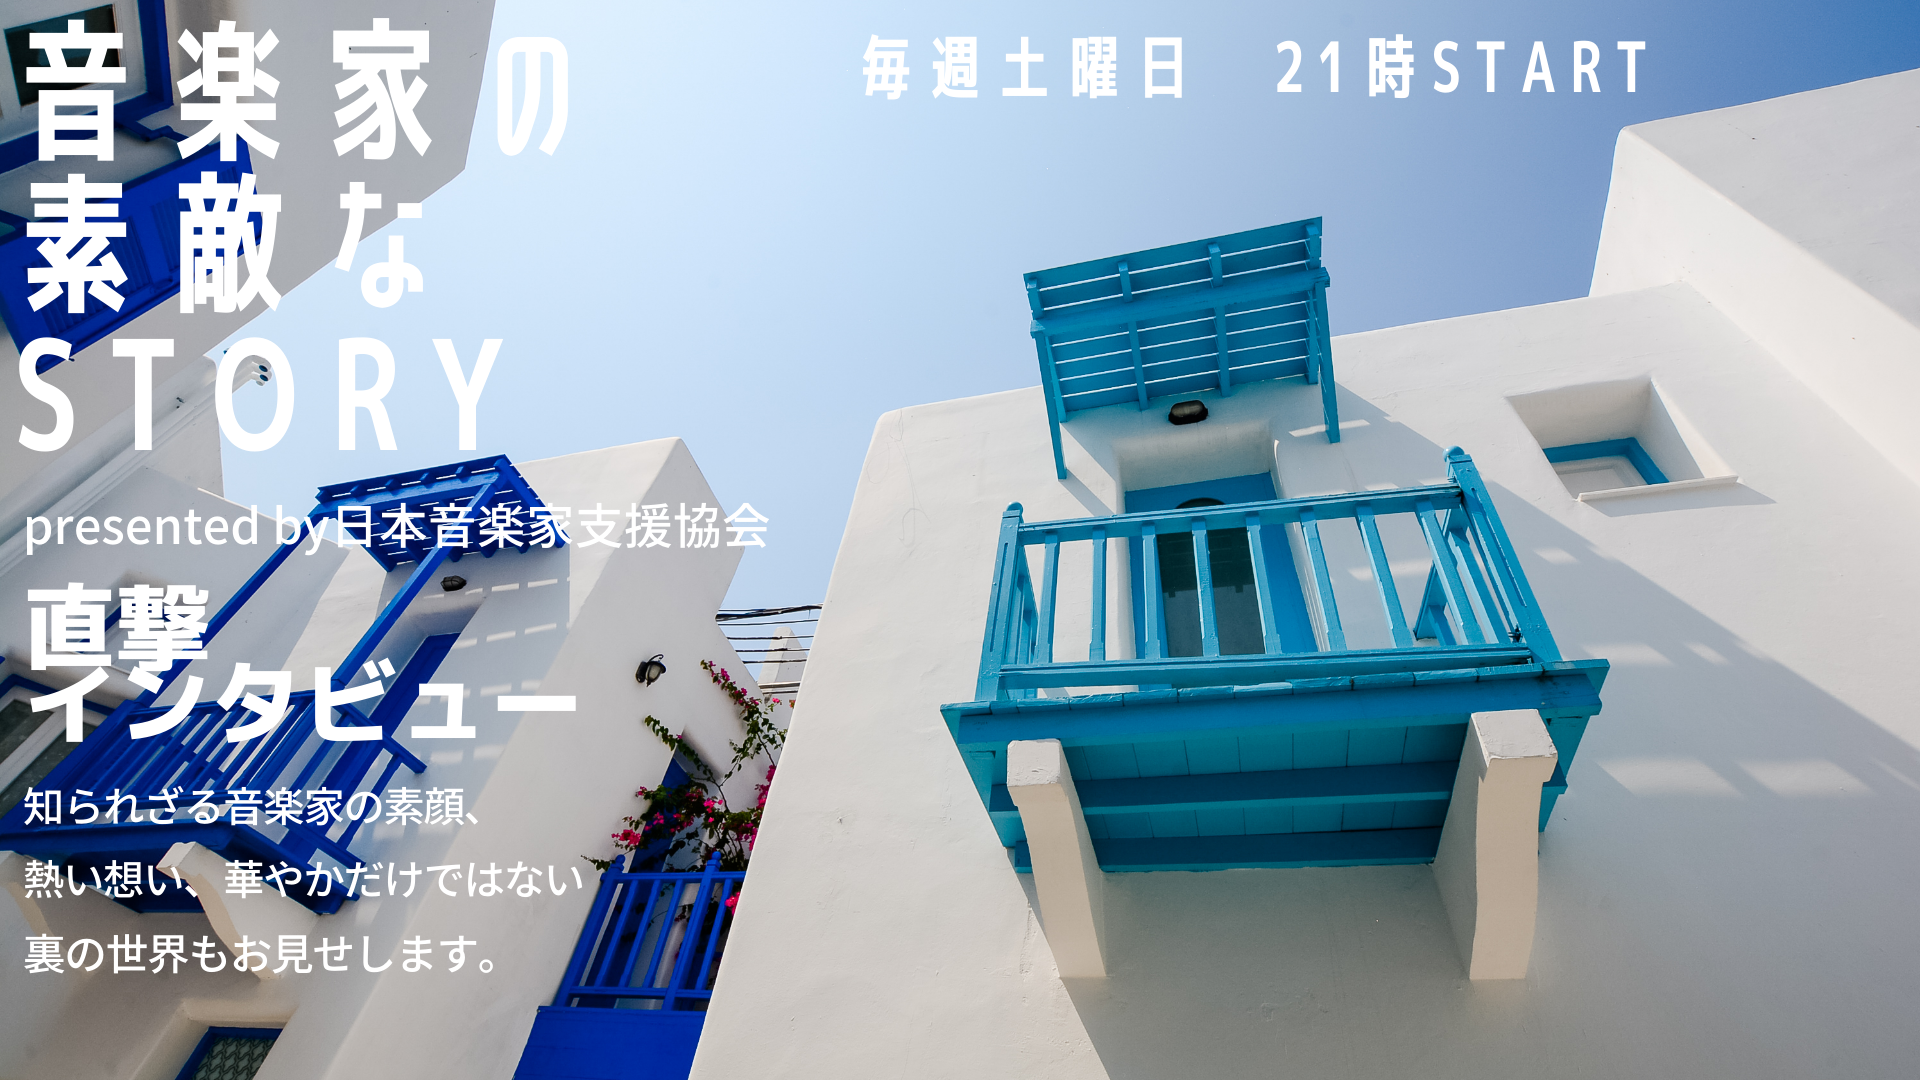 音楽家の
素敵な
STORY
毎週土曜日　21時START
presented by日本音楽家支援協会
直撃
インタビュー
知られざる音楽家の素顔、
熱い想い、華やかだけではない
裏の世界もお見せします。